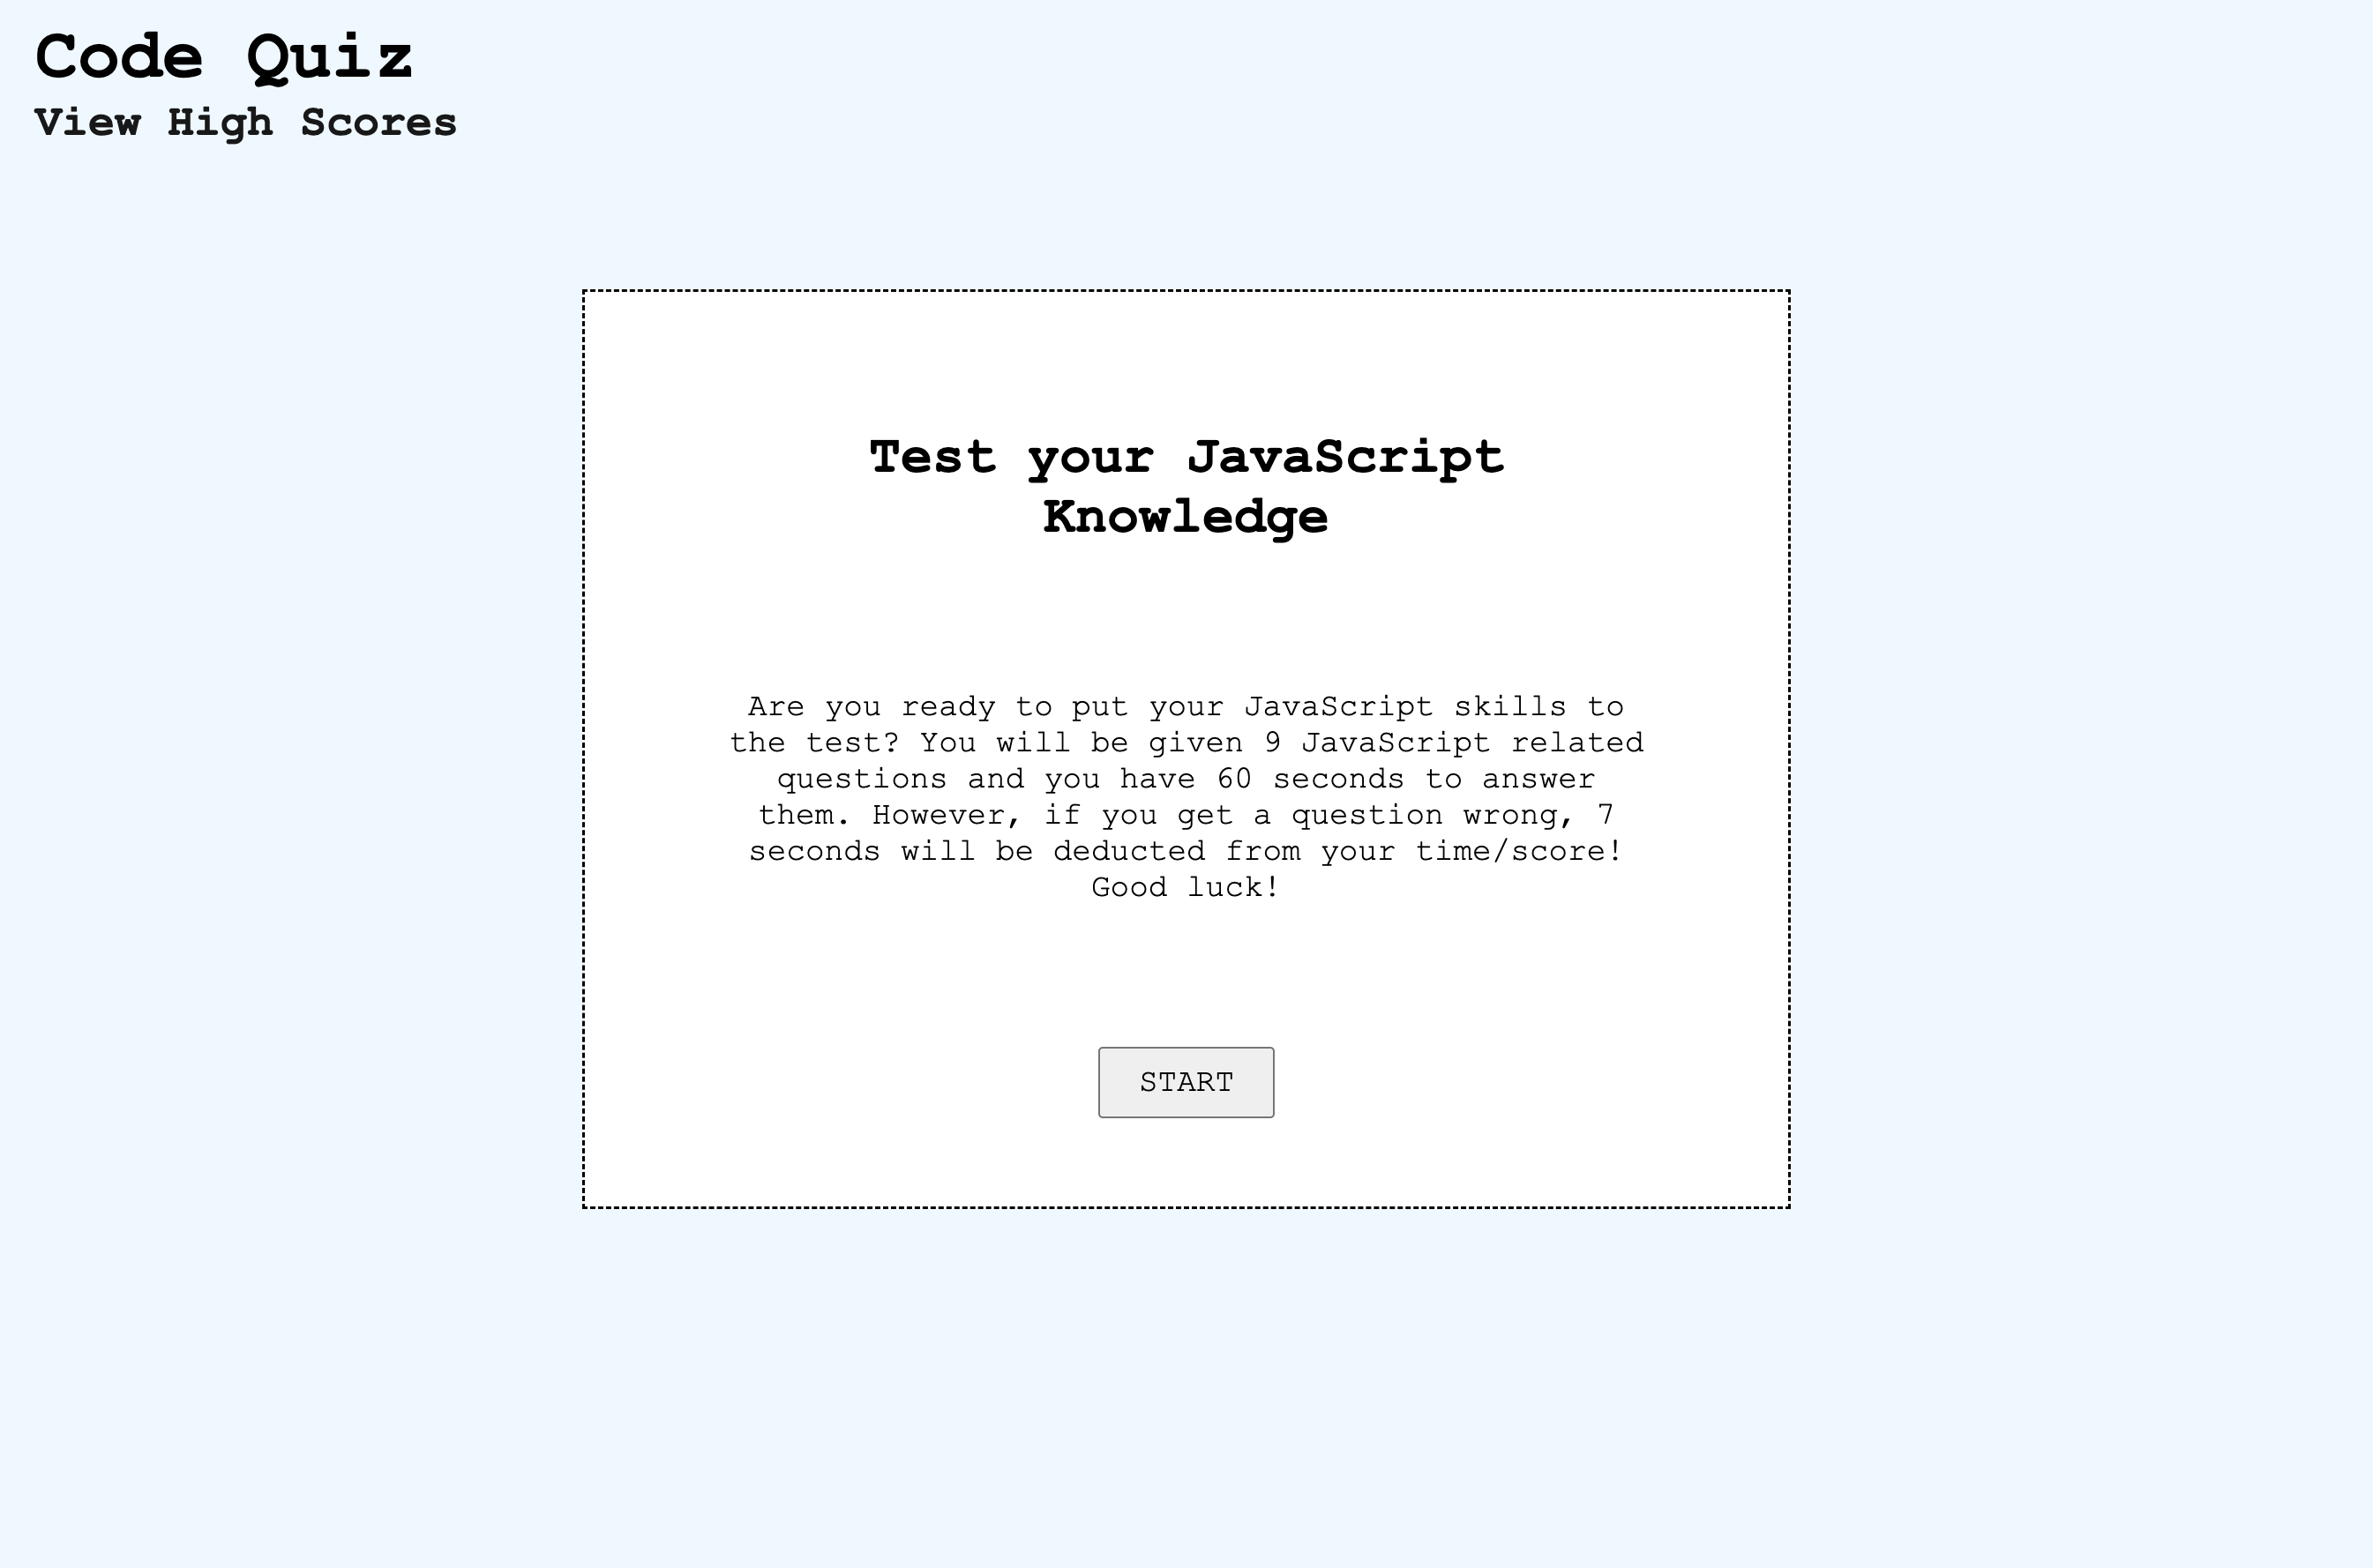 Code Quiz
View High Scores
Test your JavaScript
Knowledge
Are you ready to put your JavaScript skills to
the test? You will be given 9 JavaScript related
questions and you have 60 seconds to answer
them. However, if you get a question wrong, 7
seconds will be deducted from your time/score!
Good luck!
START